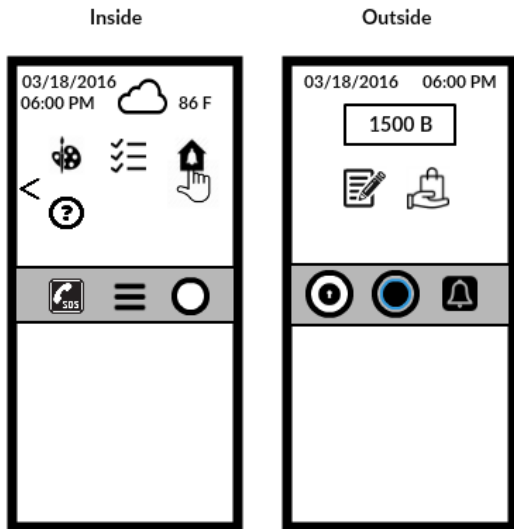 Inside
03/18/2016
06:00 PM
86 F
<
?
SOS
Outside
03/18/2016 06:00 PM
1500 B